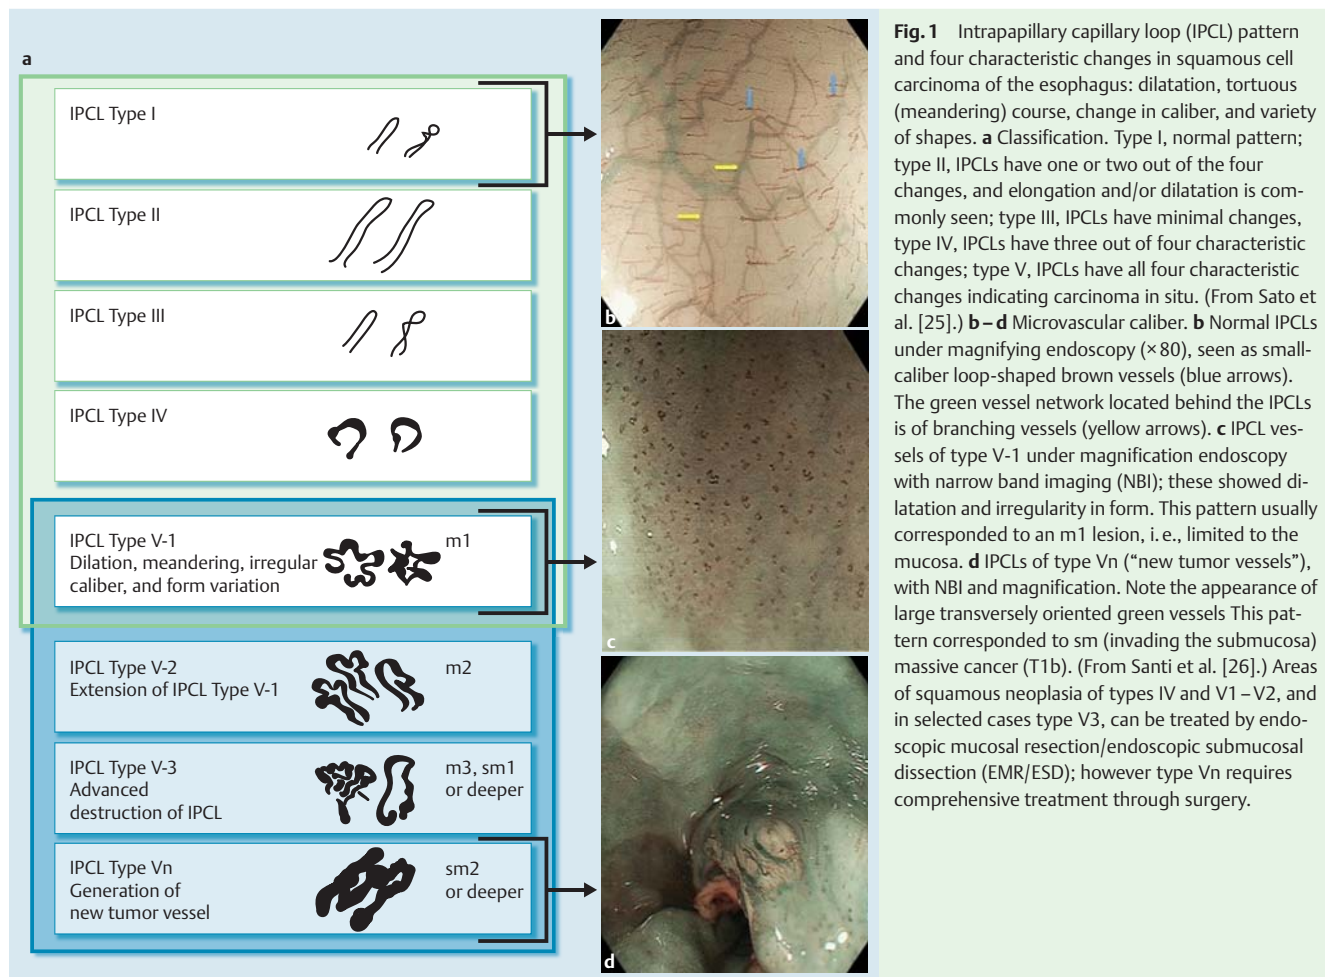 a
IPCL Type I
IPCL Type II
IPCL Type III
IPCL Type IV
IPCL Type V-1
Dilation, meandering, irregular
caliber, and form variation
m1
IPCL Type V-2
Extension of IPCL Type V-1
m2
IPCL Type V-3
Advanced
destruction of IPCL
m3, sm1
or deeper
IPCL Type Vn
Generation of
new tumor vessel
sm2
or deeper
b
c
d
Fig. 1 Intrapapillary capillary loop (IPCL) pattern
and four characteristic changes in squamous cell
carcinoma of the esophagus: dilatation, tortuous
(meandering) course, change in caliber, and variety
of shapes. a Classification. Type I, normal pattern;
type II, IPCLs have one or two out of the four
changes, and elongation and/or dilatation is com-
monly seen; type III, IPCLs have minimal changes,
type IV, IPCLs have three out of four characteristic
changes; type V, IPCLs have all four characteristic
changes indicating carcinoma in situ. (From Sato et
al. [25].) b – d Microvascular caliber. b Normal IPCLs
under magnifying endoscopy (×80), seen as small-
caliber loop-shaped brown vessels (blue arrows).
The green vessel network located behind the IPCLs
is of branching vessels (yellow arrows). c IPCL ves-
sels of type V-1 under magnification endoscopy
with narrow band imaging (NBI); these showed di-
latation and irregularity in form. This pattern usually
corresponded to an m1 lesion, i. e., limited to the
mucosa. d IPCLs of type Vn (“new tumor vessels”),
with NBI and magnification. Note the appearance of
large transversely oriented green vessels This pat-
tern corresponded to sm (invading the submucosa)
massive cancer (T1b). (From Santi et al. [26].) Areas
of squamous neoplasia of types IV and V1 – V2, and
in selected cases type V3, can be treated by endo-
scopic mucosal resection/endoscopic submucosal
dissection (EMR/ESD); however type Vn requires
comprehensive treatment through surgery.